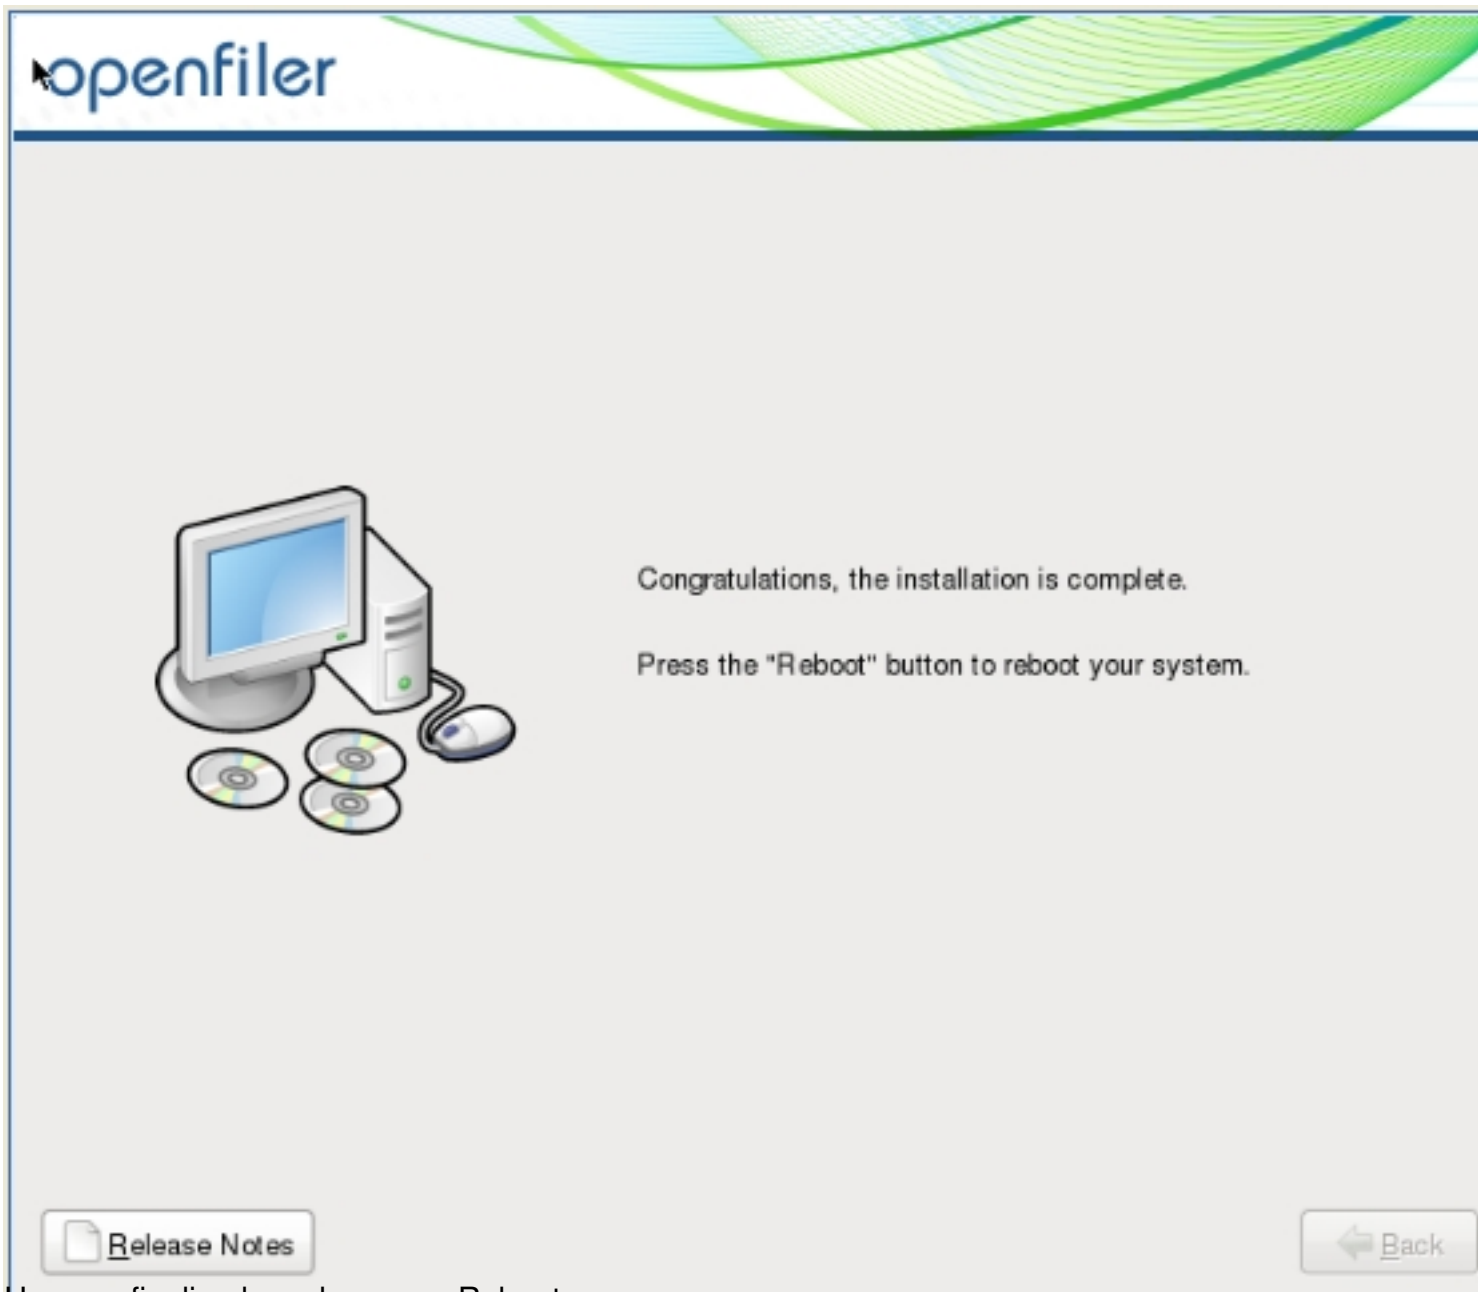 openfiler
Congratulations, the installation is complete.
Press the "Reboot" button to reboot your system.
Release Notes
Back